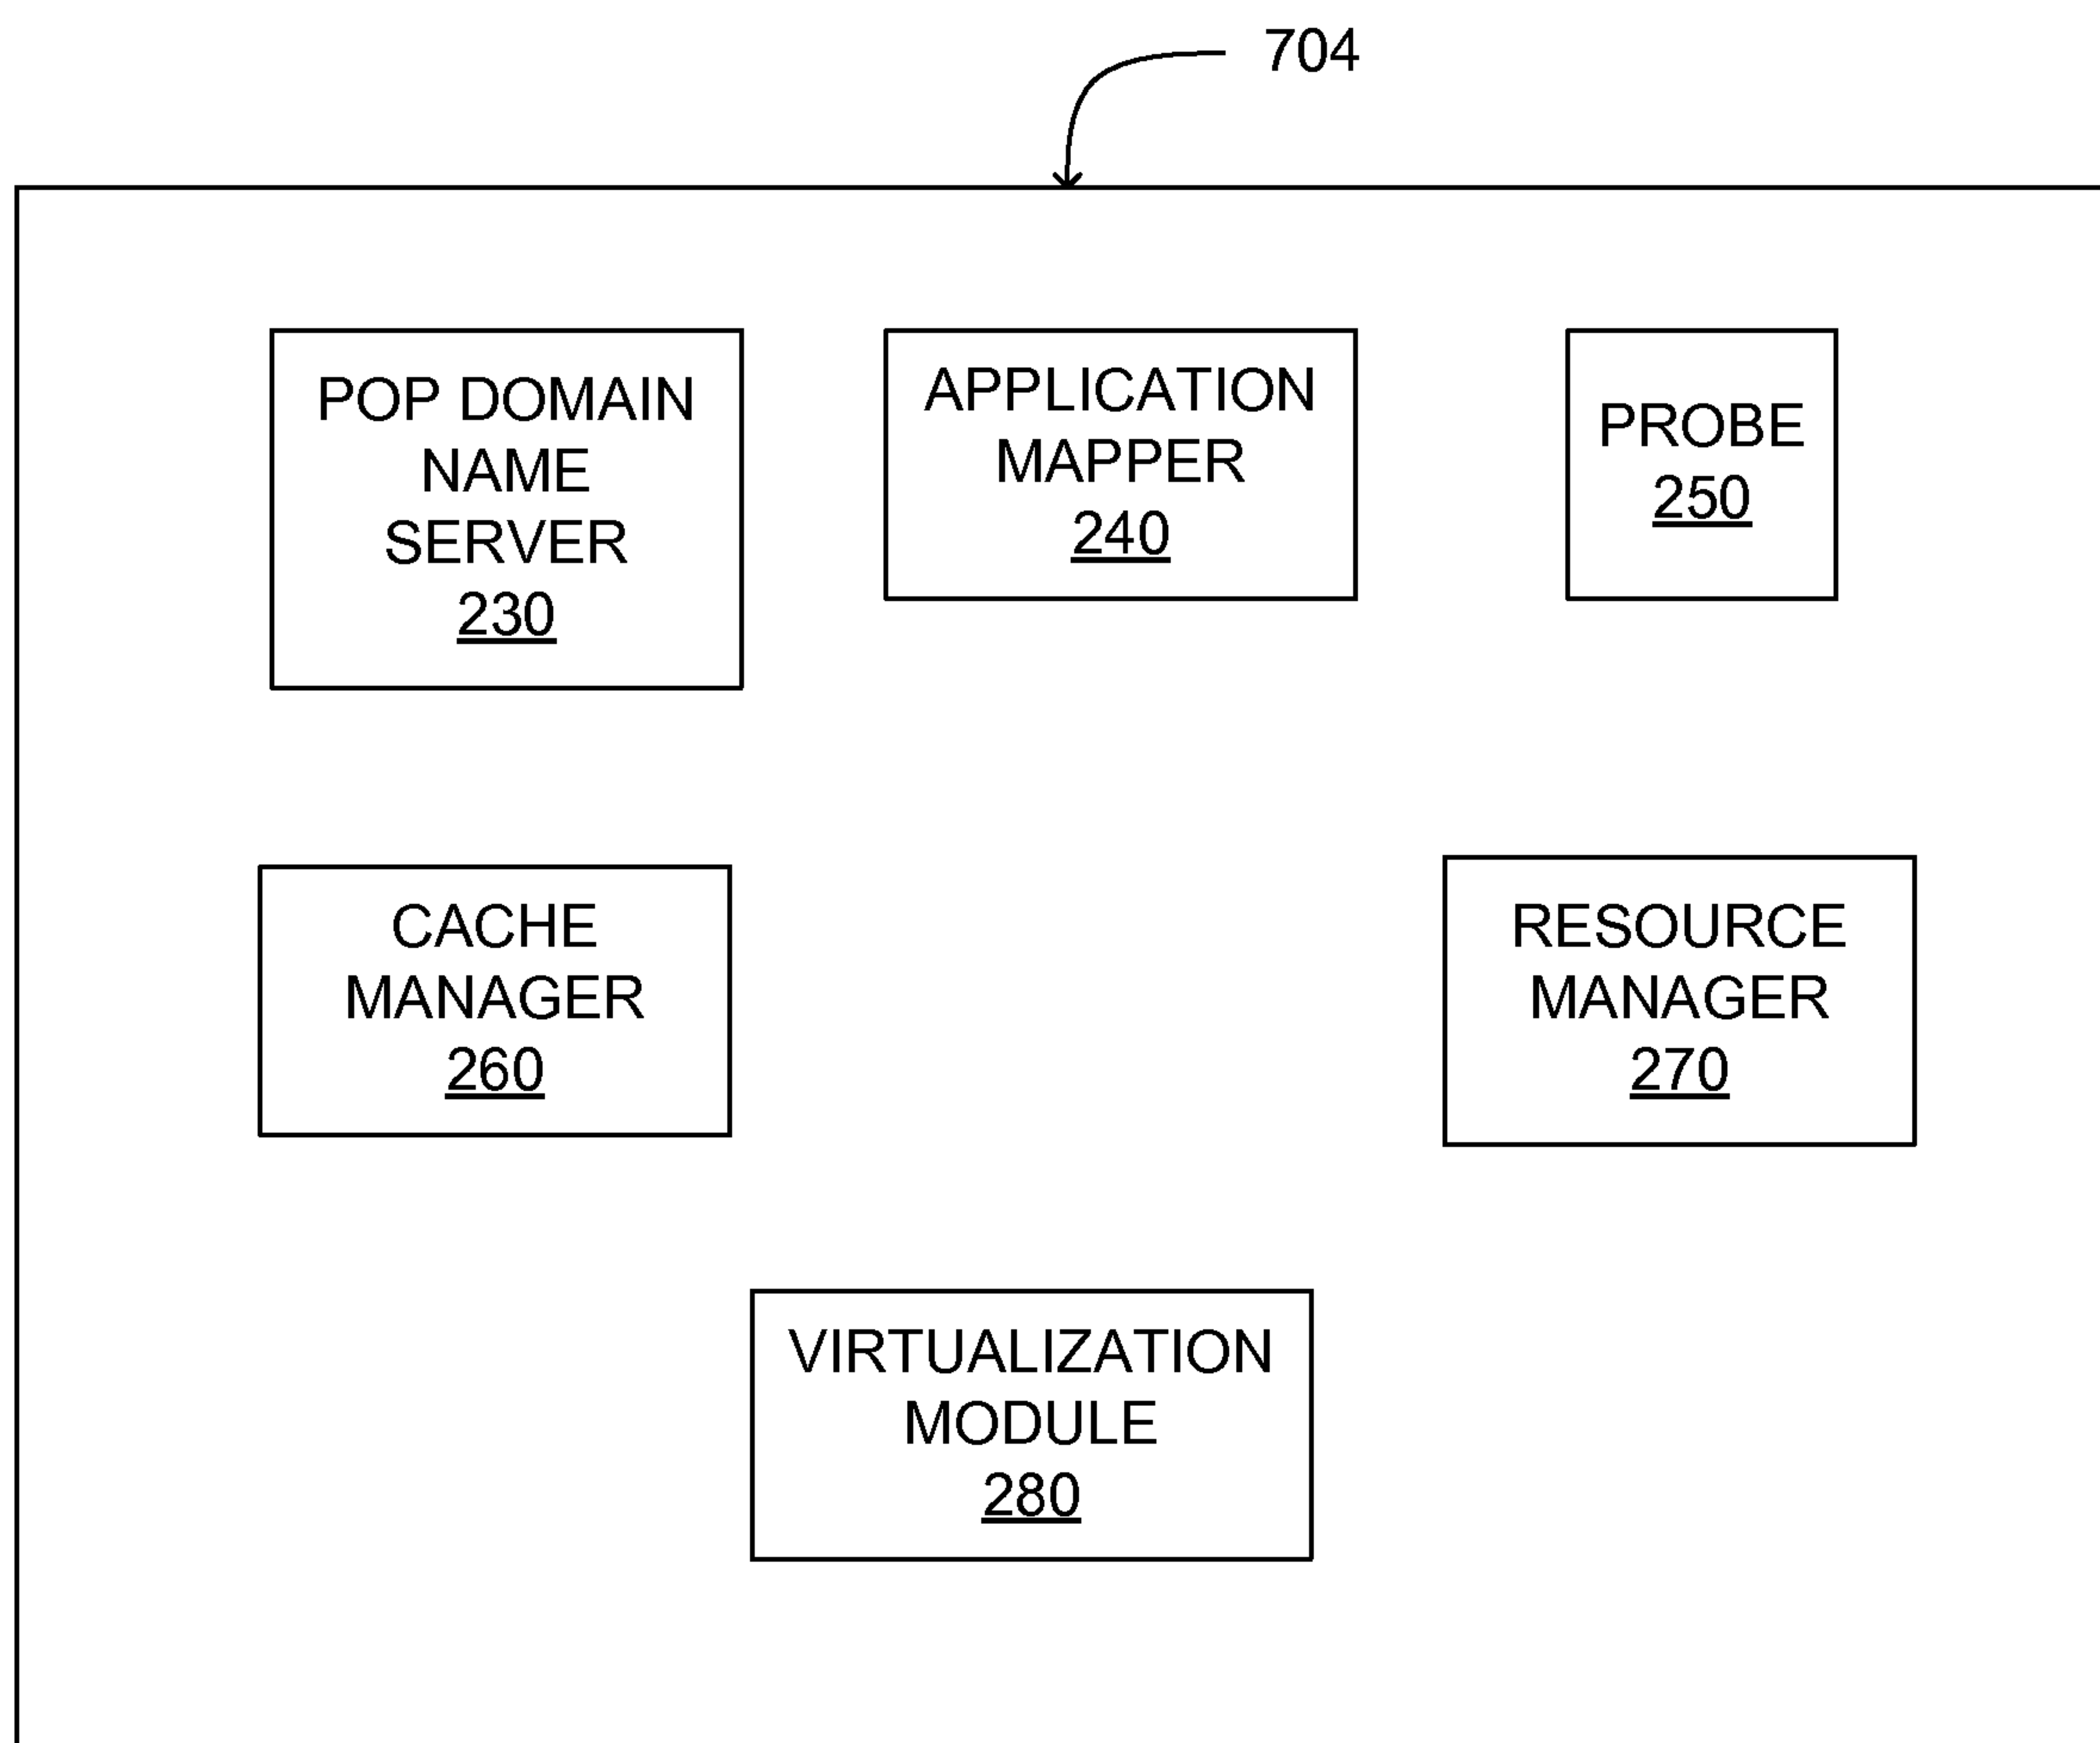 704
POP DOMAIN
NAME
SERVER
230
APPLICATION
MAPPER
240
PROBE
250
CACHE
MANAGER
260
RESOURCE
MANAGER
270
VIRTUALIZATION
MODULE
280